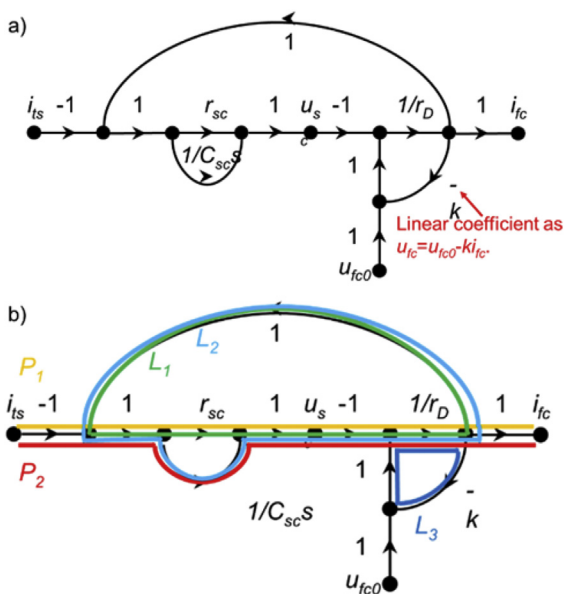 a)
1
i_ts -1 1 r_sc 1 u_s -1 1/r_D 1 i_fc
c
1/C_sc s
1
-
k
Linear coefficient as
u_fc=u_fc0-ki_fc.
1
u_fc0
b)
1
L_2
P_1
L_1
i_ts -1 1 r_sc 1 u_s -1 1/r_D 1 i_fc
P_2
1
-
k
1/C_sc s
L_3
1
u_fc0